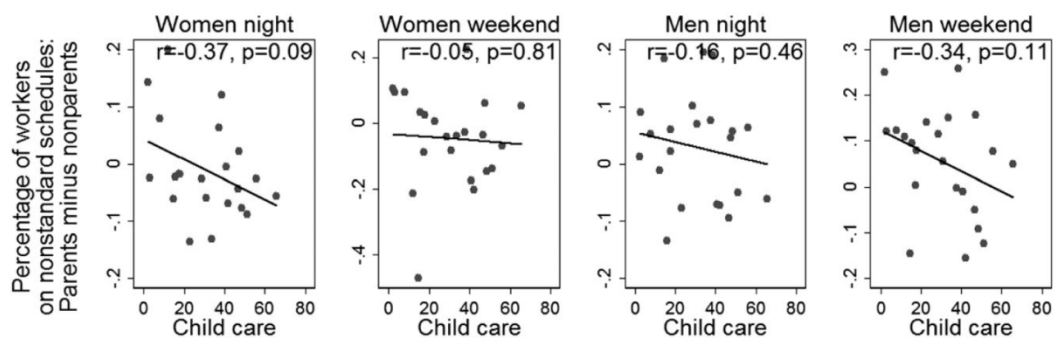 Percentage of workers
on nonstandard schedules:
Parents minus nonparents
Women night
r=-0.37, p=0.09
.2
.1
0
-.1
-.2
0 20 40 60 80
Child care
Women weekend
r=-0.05, p=0.81
.2
0
-.2
-.4
0 20 40 60 80
Child care
Men night
r=-0.16, p=0.46
.2
.1
0
-.1
-.2
0 20 40 60 80
Child care
Men weekend
r=-0.34, p=0.11
.3
.2
.1
0
-.1
-.2
0 20 40 60 80
Child care